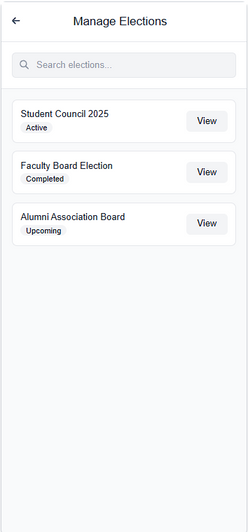 Manage Elections
Search elections...
Student Council 2025
Active
View
Faculty Board Election
Completed
View
Alumni Association Board
Upcoming
View